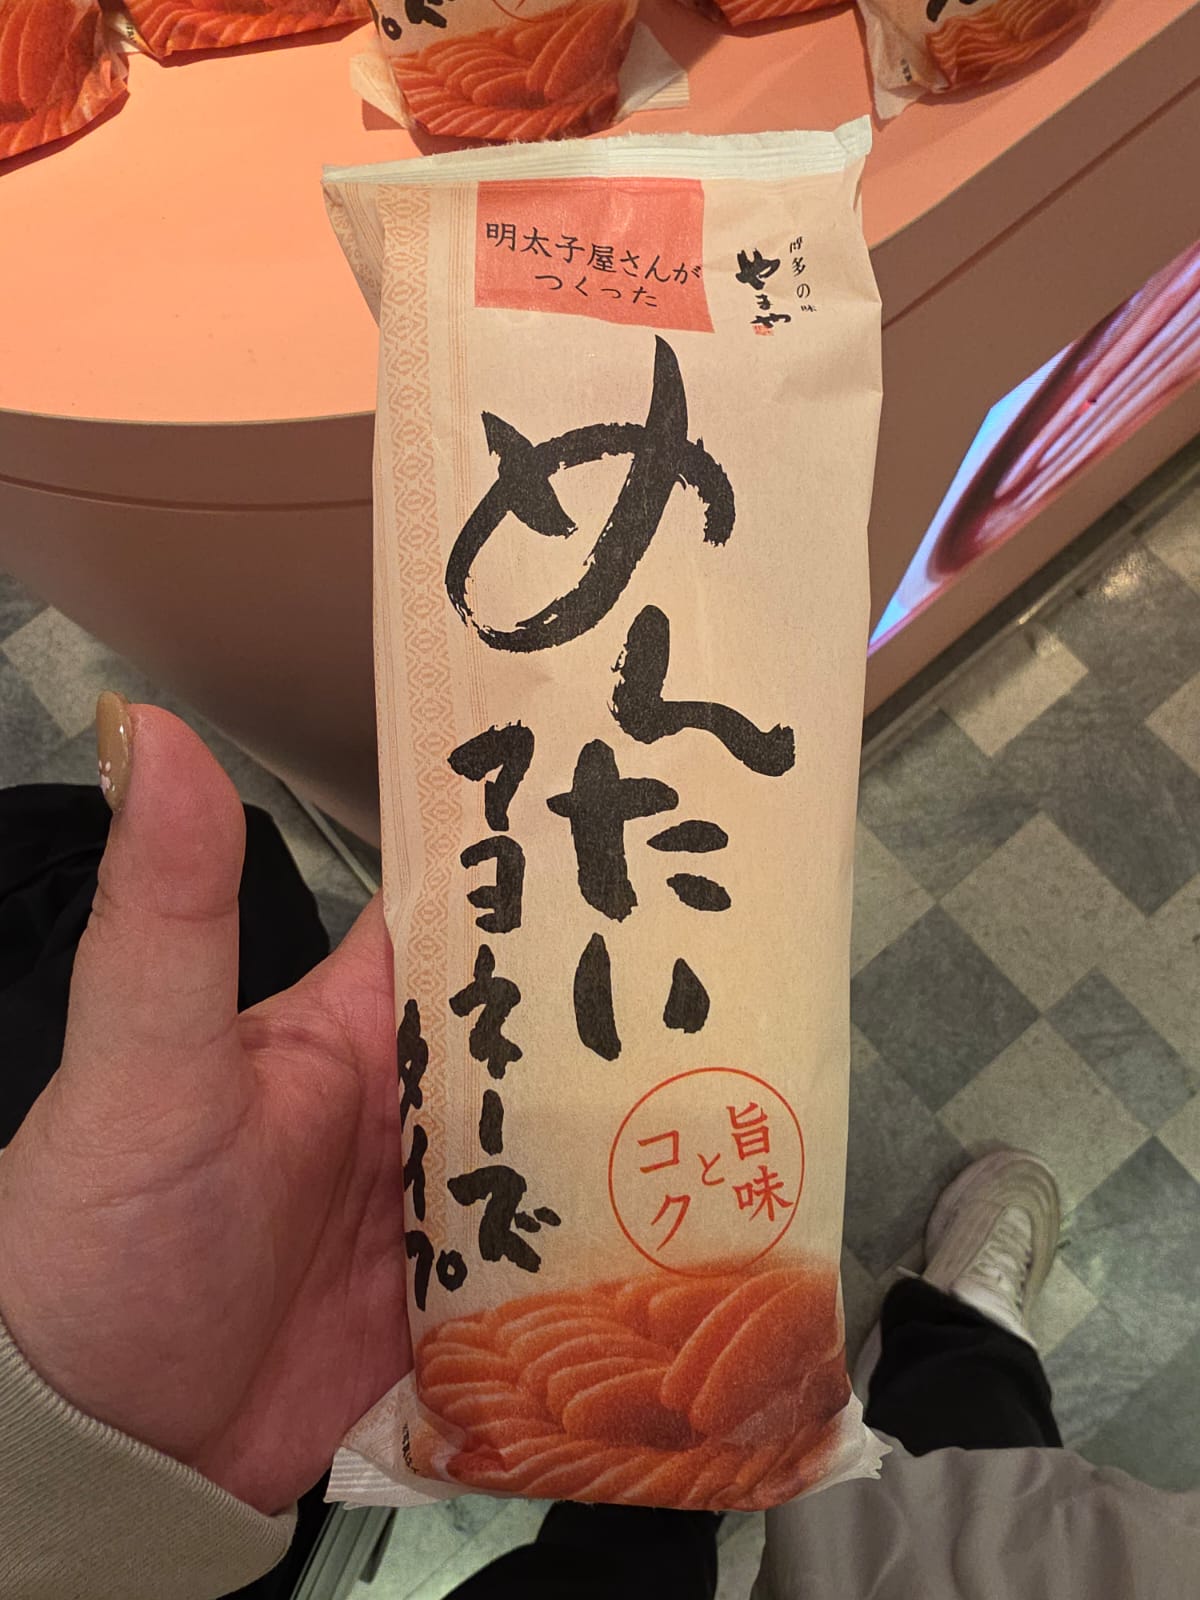 明太子屋さんが
つくった
博多の味
やまや
めんたい
マヨネーズ
タイプ
旨味
と
コク